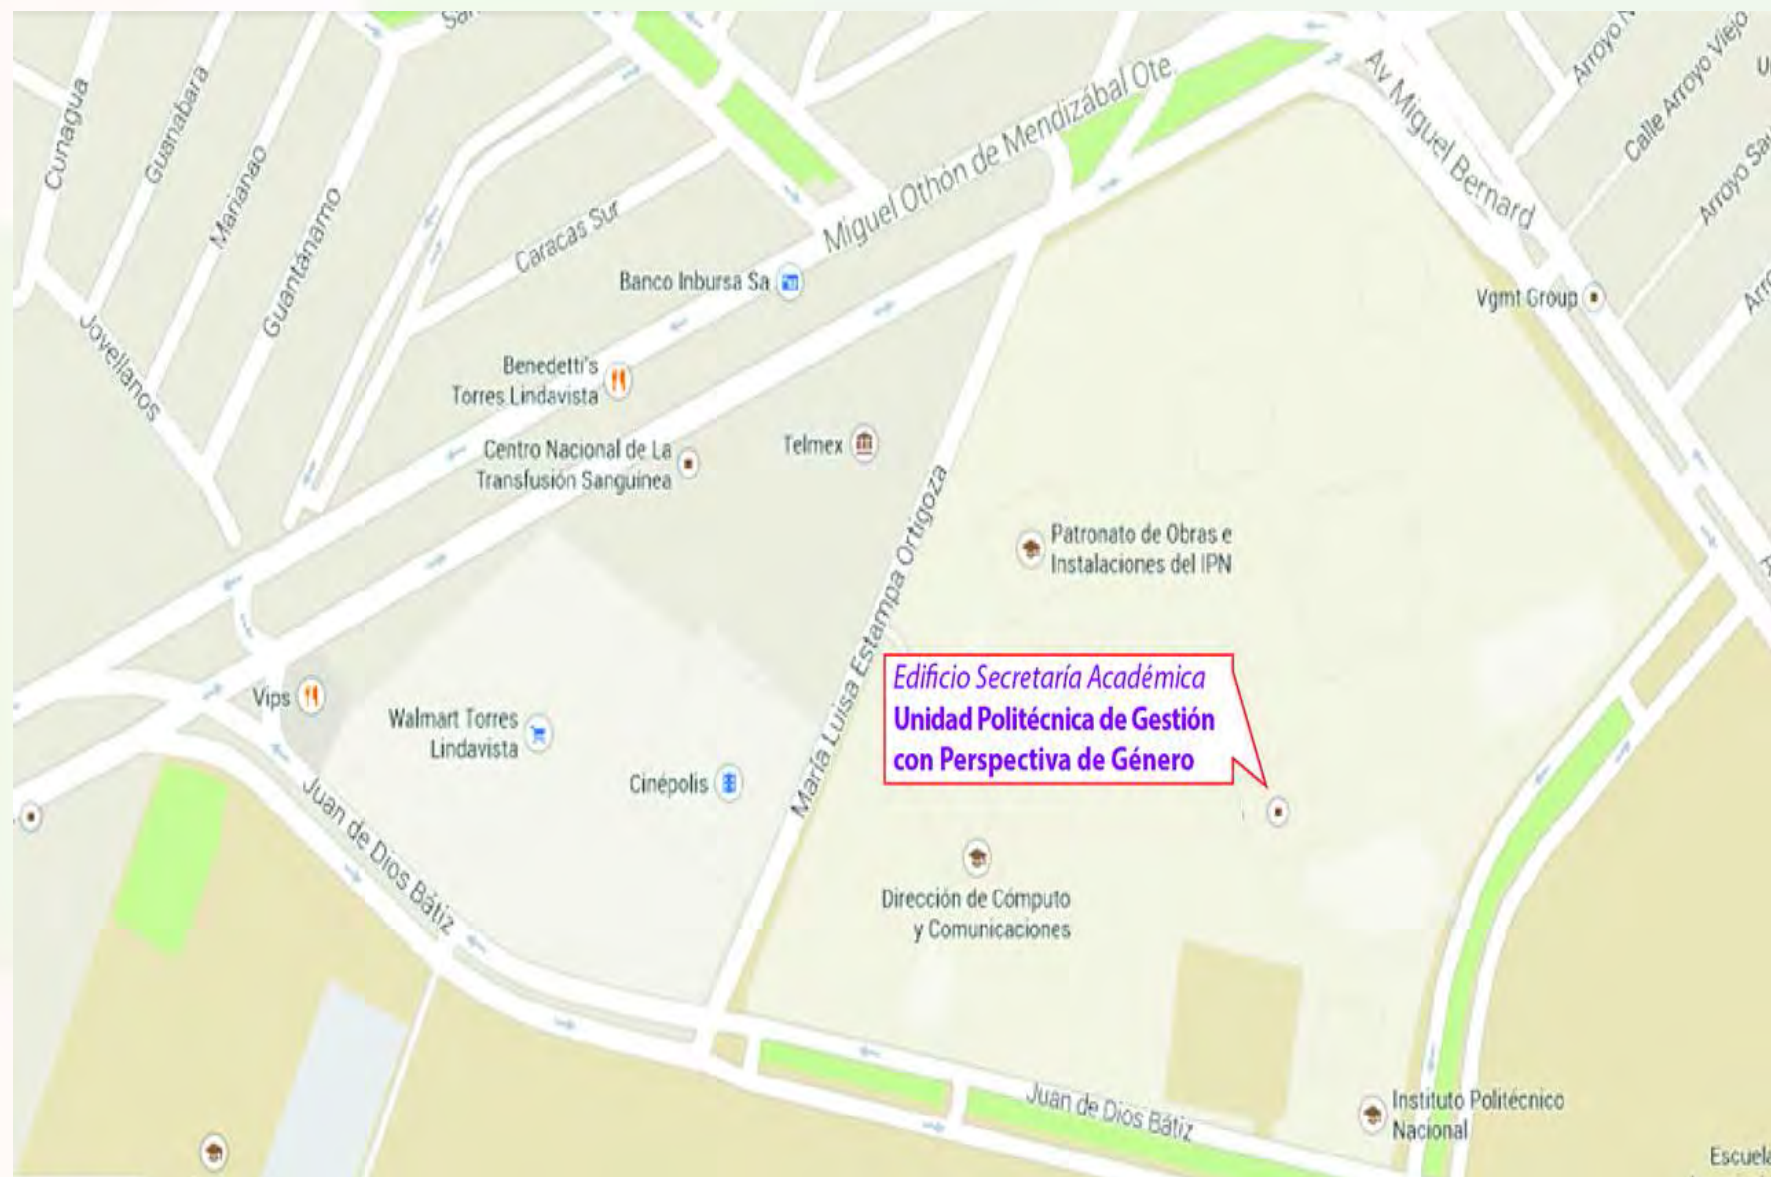 Cunagua
Guanabara
Marianao
Guantánamo
Jovellanos
Caracas Sur
Miguel Othón de Mendizábal Ote
Av Miguel Bernard
Calle Arroyo Viejo
Banco Inbursa Sa
Vgmt Group
Benedetti's
Torres Lindavista
Centro Nacional de La
Transfusión Sanguínea
Telmex
María Luisa Estampa Ortigoza
Patronato de Obras e
Instalaciones del IPN
Edificio Secretaría Académica
Unidad Politécnica de Gestión
con Perspectiva de Género
Vips
Walmart Torres
Lindavista
Cinépolis
Juan de Dios Bátiz
Dirección de Cómputo
y Comunicaciones
Juan de Dios Bátiz
Instituto Politécnico
Nacional
Escuela